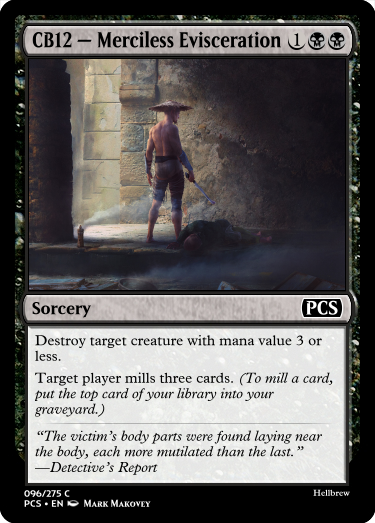 CB12 — Merciless Evisceration 1
Sorcery PCS
Destroy target creature with mana value 3 or
less.
Target player mills three cards. (To mill a card,
put the top card of your library into your
graveyard.)
“The victim’s body parts were found laying near
the body, each more mutilated than the last.”
—Detective’s Report
096/275 C Hellbrew
PCS • EN Mark Makovey